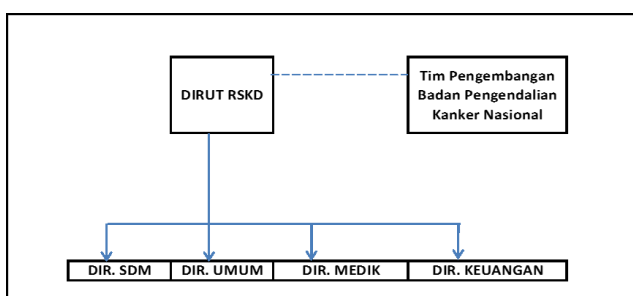 DIRUT RSKD
Tim Pengembangan
Badan Pengendalian
Kanker Nasional
DIR. SDM
DIR. UMUM
DIR. MEDIK
DIR. KEUANGAN